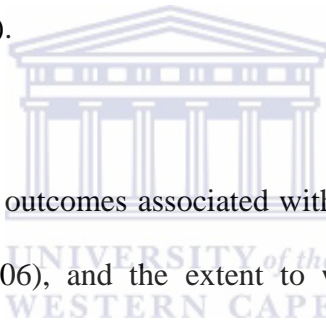 ).
outcomes associated with
UNIVERSITY of the
06), and the extent to
WESTERN CAPE